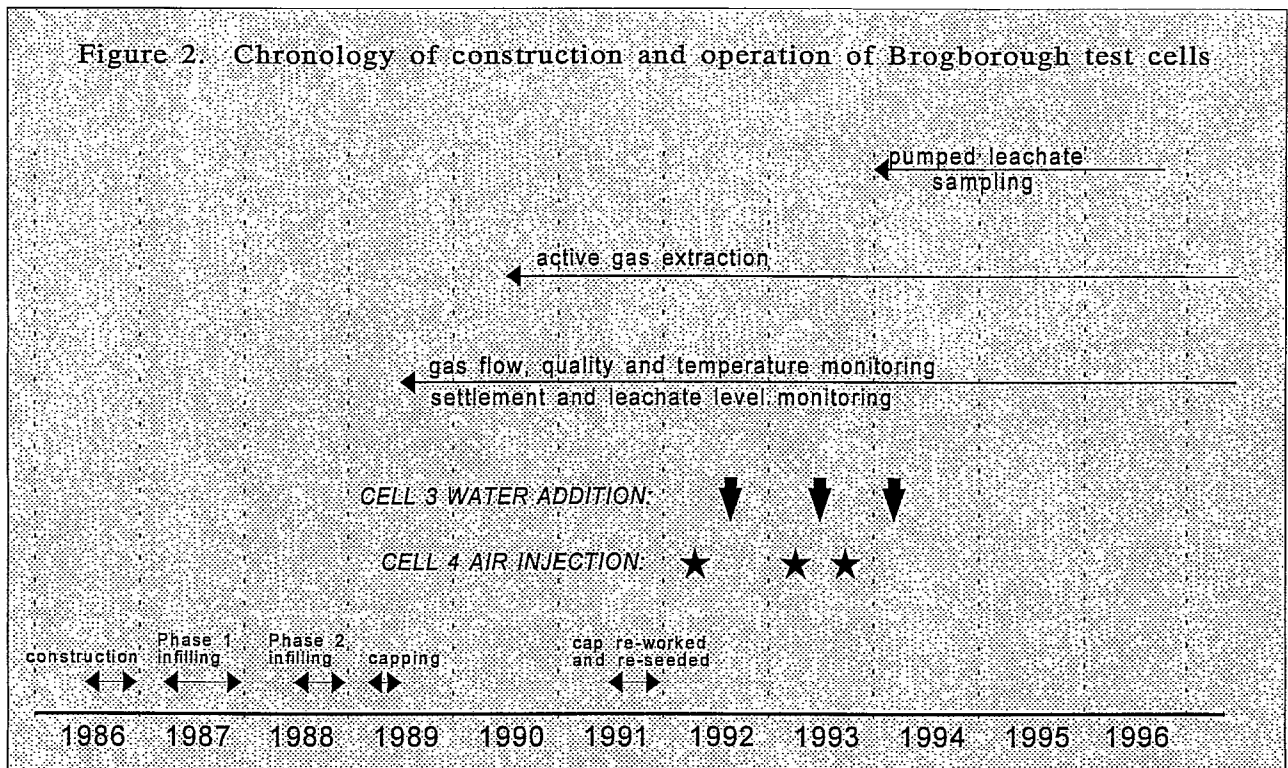 Figure 2. Chronology of construction and operation of Brogborough test cells
pumped leachate
sampling
active gas extraction
gas flow, quality and temperature monitoring
settlement and leachate level monitoring
CELL 3 WATER ADDITION:
CELL 4 AIR INJECTION:
construction
Phase 1
infilling
Phase 2
infilling
capping
cap re-worked
and re-seeded
1986 1987 1988 1989 1990 1991 1992 1993 1994 1995 1996